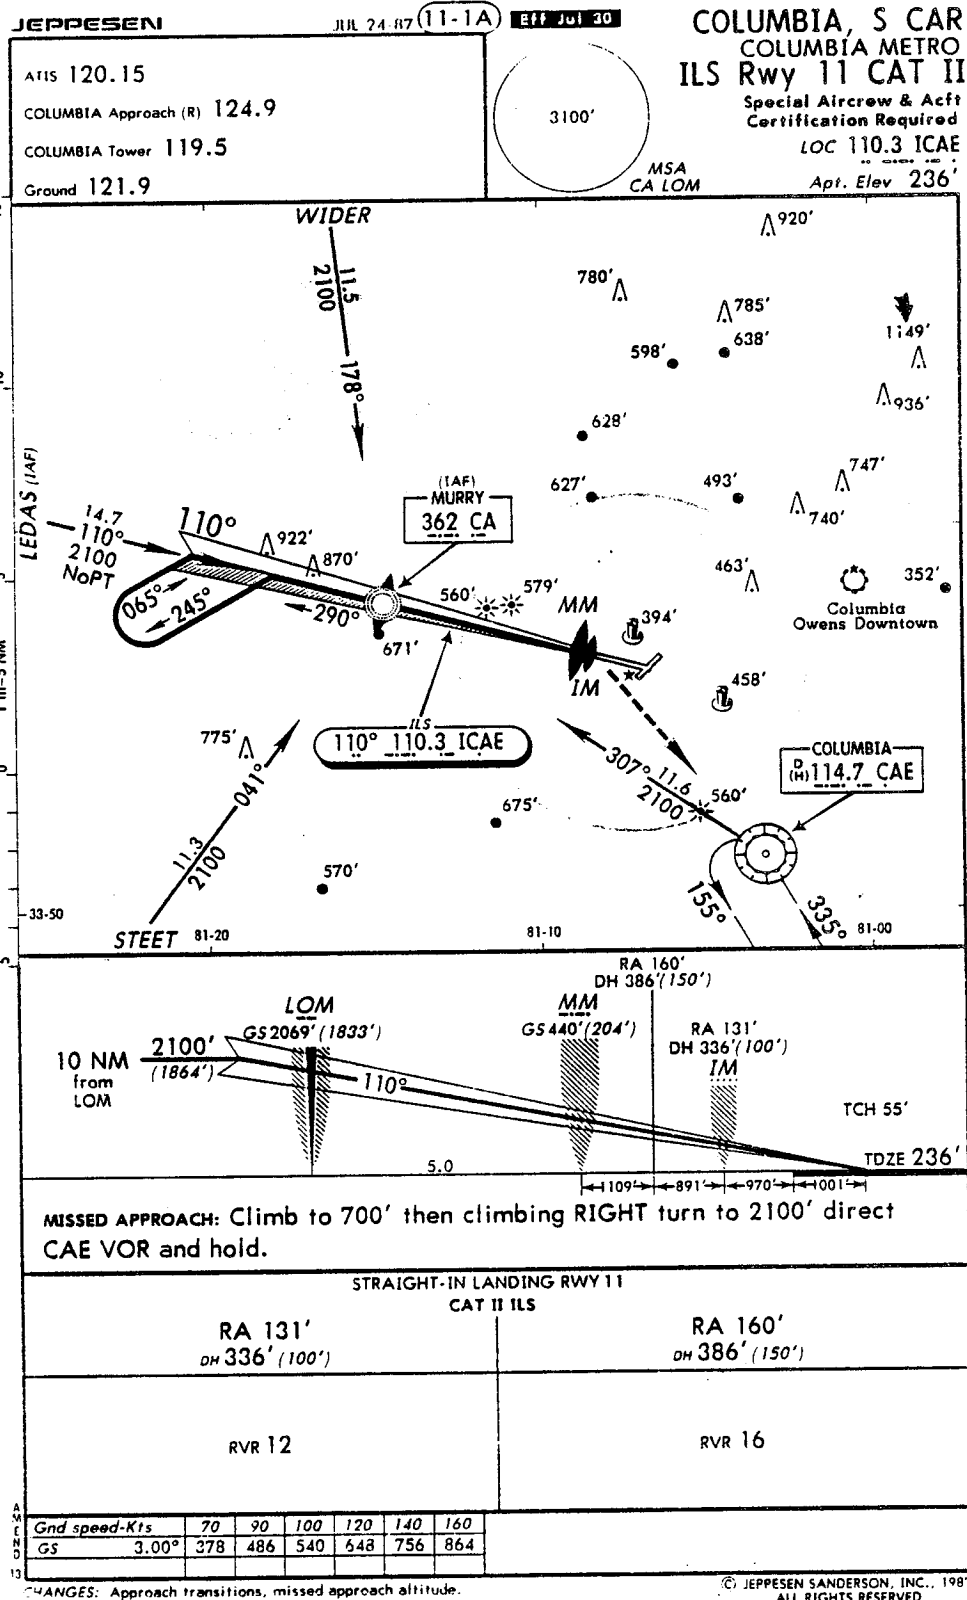 JEPPESEN JUL 24-87 11-1A Eff Jul 30
COLUMBIA, S CAR
COLUMBIA METRO
ILS Rwy 11 CAT II
Special Aircrew & Acft
Certification Required
LOC 110.3 ICAE
Apt. Elev 236'
ATIS 120.15
COLUMBIA Approach (R) 124.9
COLUMBIA Tower 119.5
Ground 121.9
3100'
MSA
CA LOM
WIDER
11.5
2100
178°
920'
780'
785'
638'
598'
1149'
936'
628'
627'
493'
747'
740'
LEDAS (IAF)
14.7
110°
2100
NoPT
110°
922'
870'
(IAF)
MURRY
362 CA
560'
579'
463'
352'
Columbia
Owens Downtown
065°
245°
290°
671'
MM
394'
IM
458'
ILS
110° 110.3 ICAE
775'
041°
11.3
2100
STEET
307°
11.6
2100
560'
COLUMBIA
D
(H) 114.7 CAE
675'
570'
155°
335°
33-50
81-20
81-10
81-00
RA 160'
DH 386' (150')
LOM
GS 2069' (1833')
MM
GS 440' (204')
RA 131'
DH 336' (100')
IM
10 NM
from
LOM
2100'
(1864')
110°
TCH 55'
TDZE 236'
5.0
1109' 891' 970' 1001'
MISSED APPROACH: Climb to 700' then climbing RIGHT turn to 2100' direct
CAE VOR and hold.
STRAIGHT-IN LANDING RWY 11
CAT II ILS
RA 131'
DH 336' (100')
RA 160'
DH 386' (150')
RVR 12
RVR 16
AMEND 13
Gnd speed-Kts 70 90 100 120 140 160
GS 3.00° 378 486 540 648 756 864
CHANGES: Approach transitions, missed approach altitude.
© JEPPESEN SANDERSON, INC., 198
ALL RIGHTS RESERVED